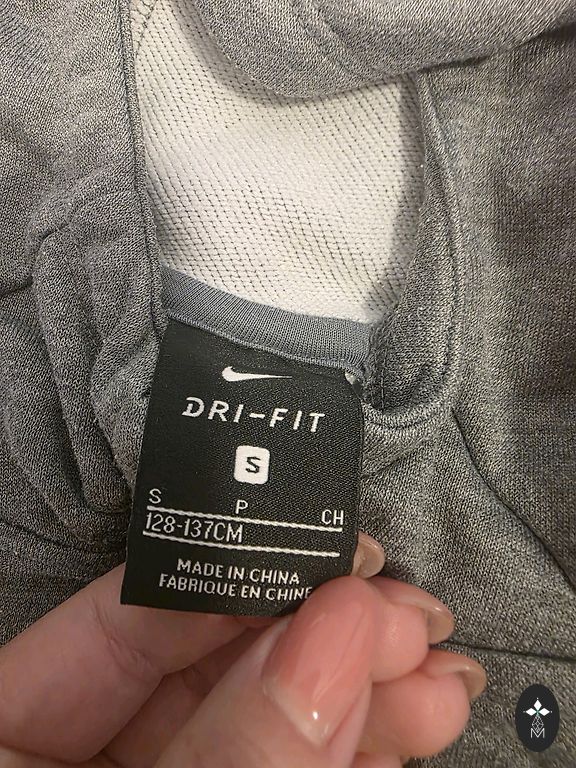 DRI-FIT
S
S P CH
128-137CM
MADE IN CHINA
FABRIQUE EN CHINE
M